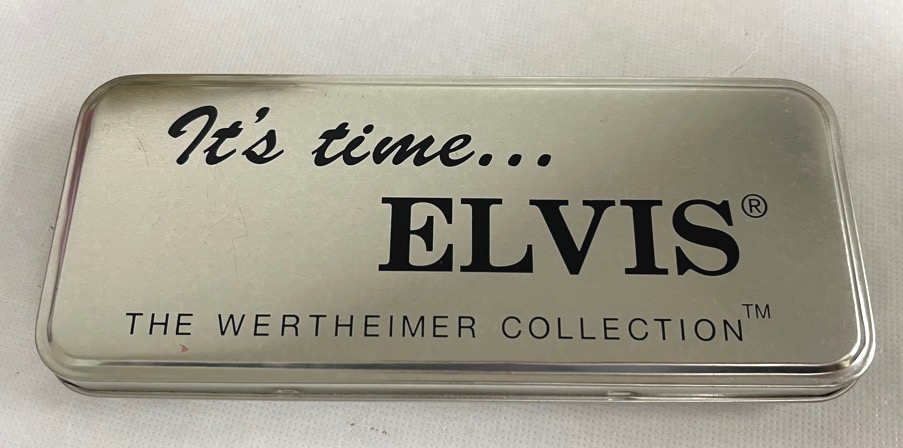 It's time...
ELVIS®
THE WERTHEIMER COLLECTION™